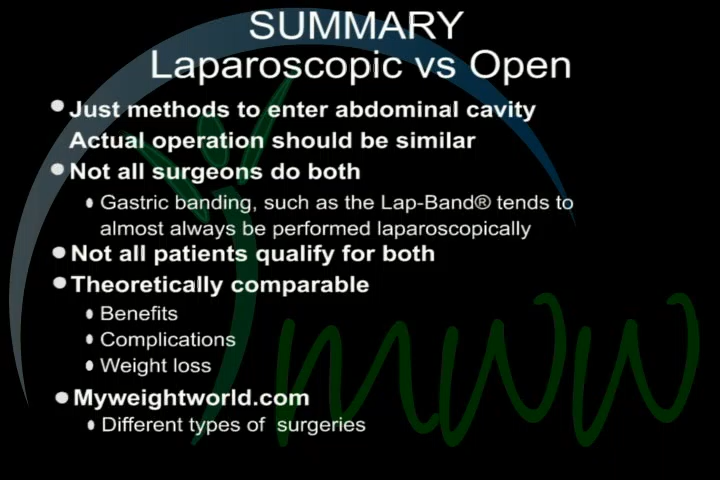 SUMMARY
Laparoscopic vs Open
Just methods to enter abdominal cavity
Actual operation should be similar
Not all surgeons do both
Gastric banding, such as the Lap-Band® tends to
almost always be performed laparoscopically
Not all patients qualify for both
Theoretically comparable
Benefits
Complications
Weight loss
Myweightworld.com
Different types of surgeries
mww